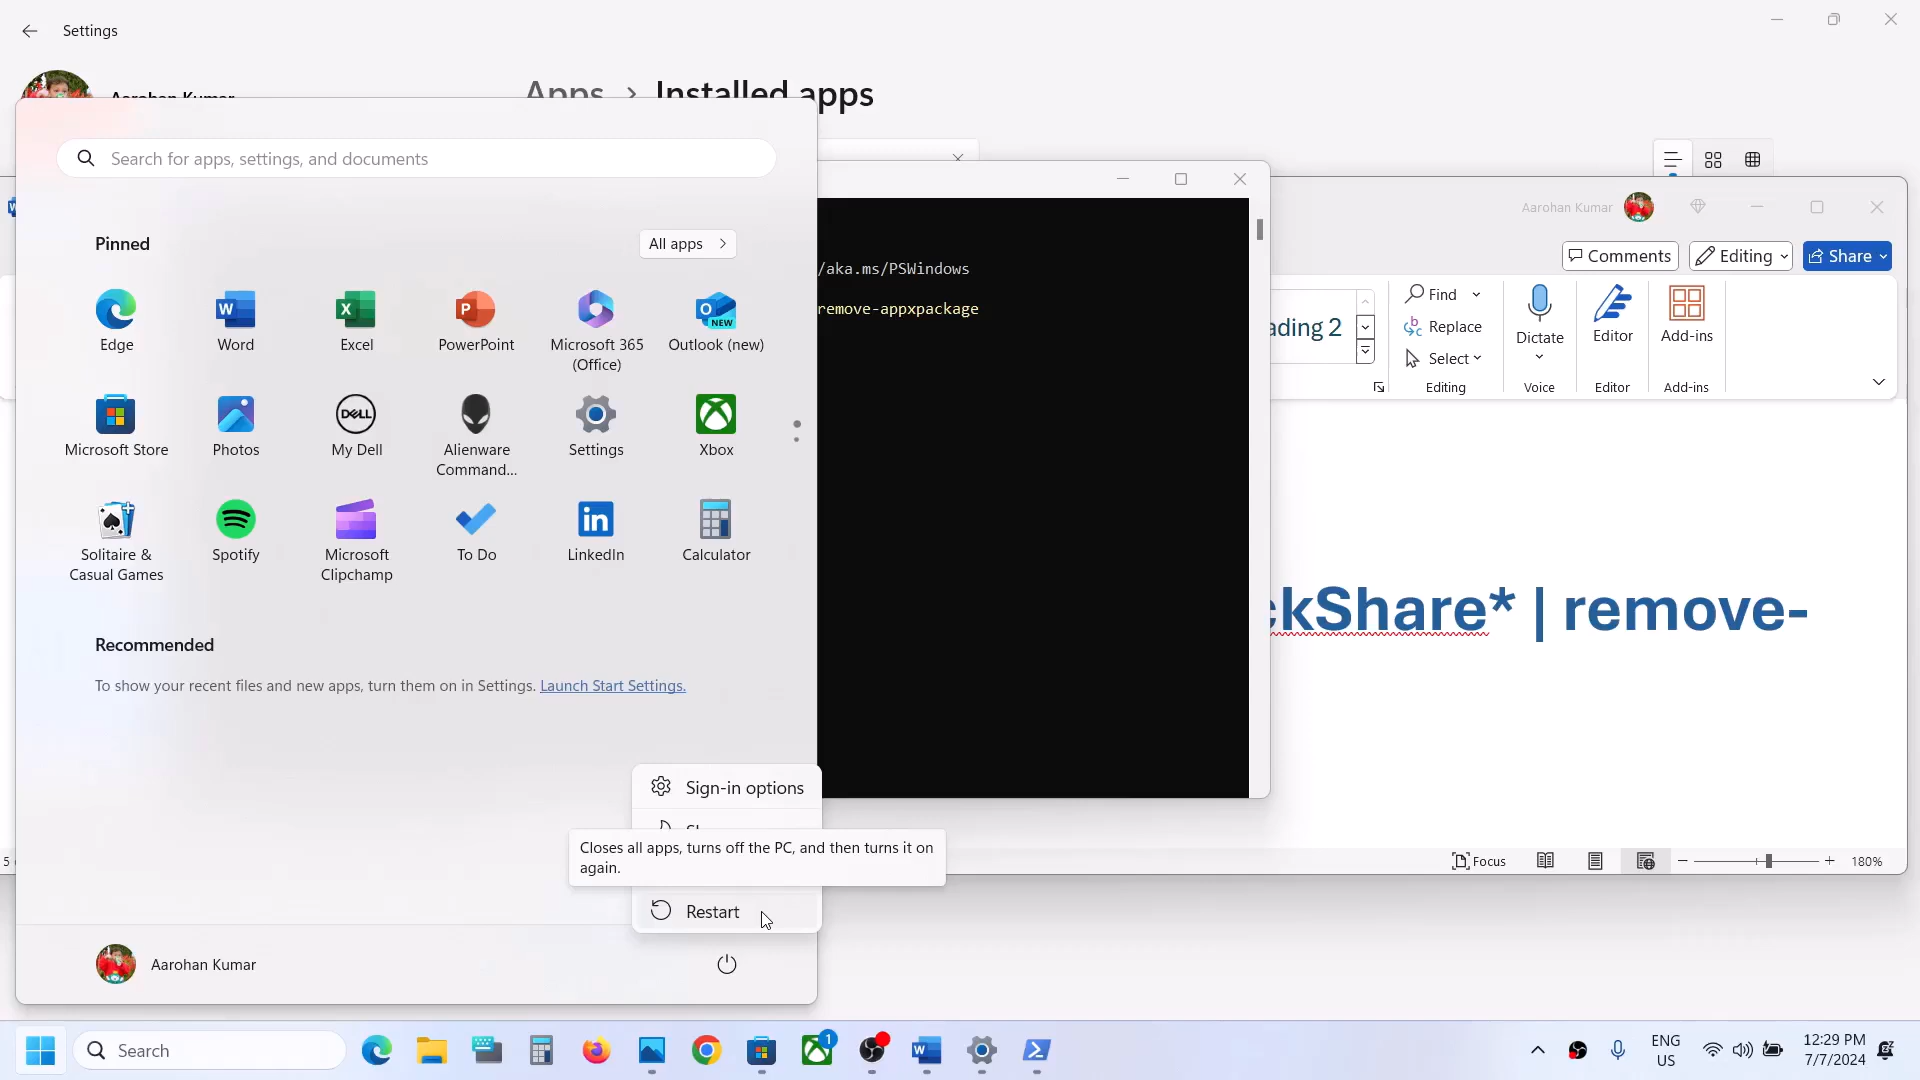 Settings
Apps > Installed apps
Search for apps, settings, and documents
Pinned
All apps
Edge
Word
Excel
PowerPoint
Microsoft 365
(Office)
Outlook (new)
Microsoft Store
Photos
My Dell
Alienware
Command...
Settings
Xbox
Solitaire &
Casual Games
Spotify
Microsoft
Clipchamp
To Do
LinkedIn
Calculator
Recommended
To show your recent files and new apps, turn them on in Settings. Launch Start Settings.
Sign-in options
Closes all apps, turns off the PC, and then turns it on
again.
Restart
Aarohan Kumar
/aka.ms/PSWindows
remove-appxpackage
Aarohan Kumar
Comments
Editing
Share
ading 2
Find
Replace
Select
Editing
Dictate
Voice
Editor
Editor
Add-ins
Add-ins
ckShare* | remove-
5
Focus
180%
Search
1
ENG
US
12:29 PM
7/7/2024